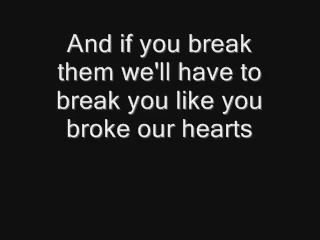 And if you break
them we'll have to
break you like you
broke our hearts